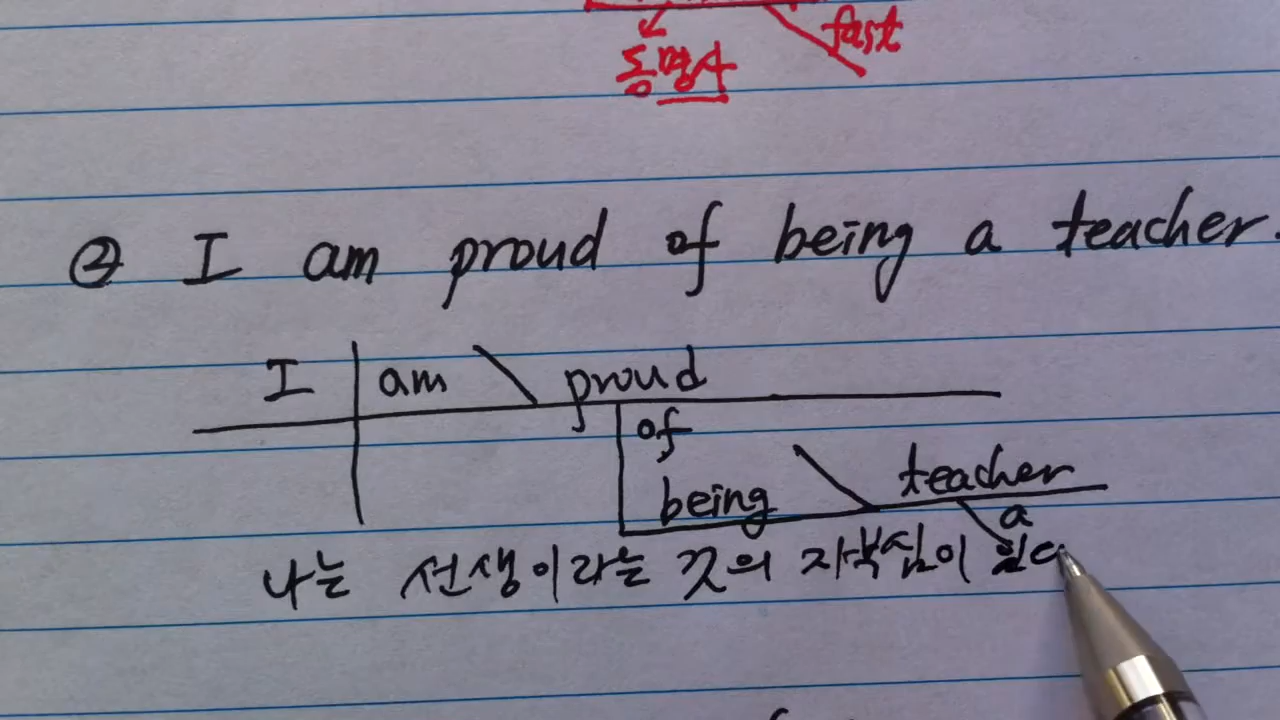 fast
동명사
② I am proud of being a teacher.
I am proud
of
being teacher
a
나는 선생이라는 것의 자부심이 있다